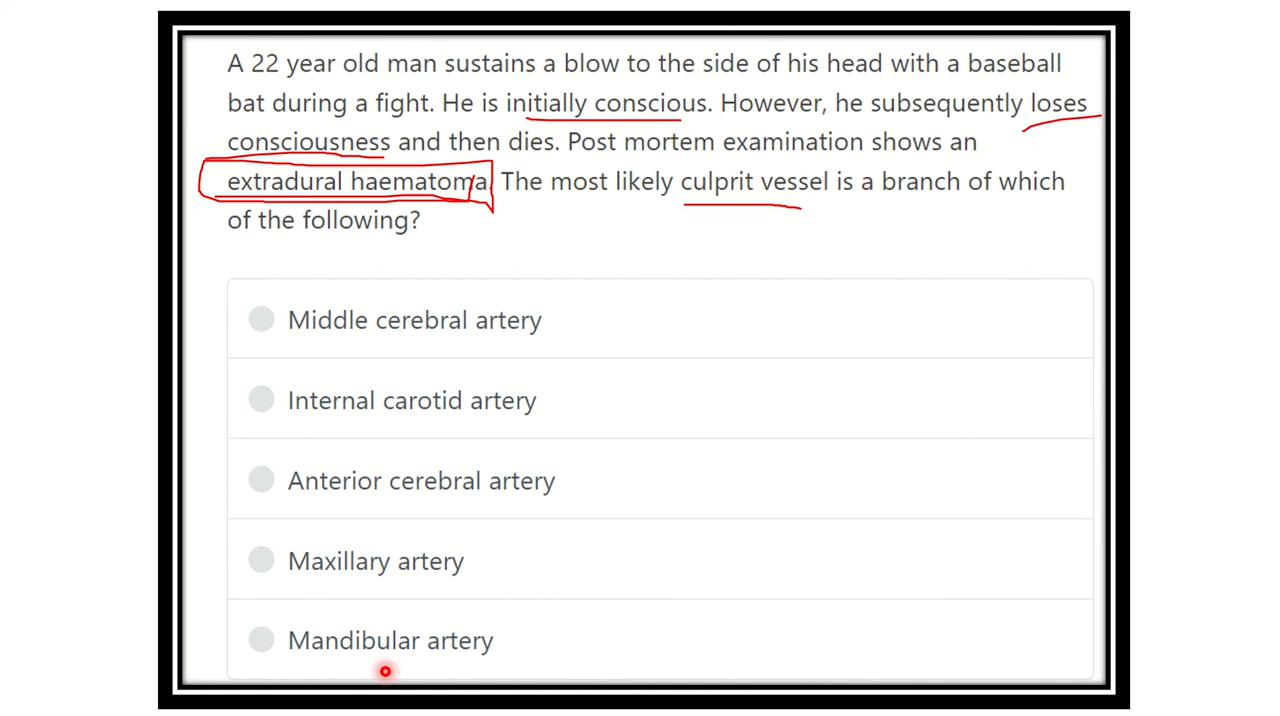 A 22 year old man sustains a blow to the side of his head with a baseball
bat during a fight. He is initially conscious. However, he subsequently loses
consciousness and then dies. Post mortem examination shows an
extradural haematoma. The most likely culprit vessel is a branch of which
of the following?
Middle cerebral artery
Internal carotid artery
Anterior cerebral artery
Maxillary artery
Mandibular artery